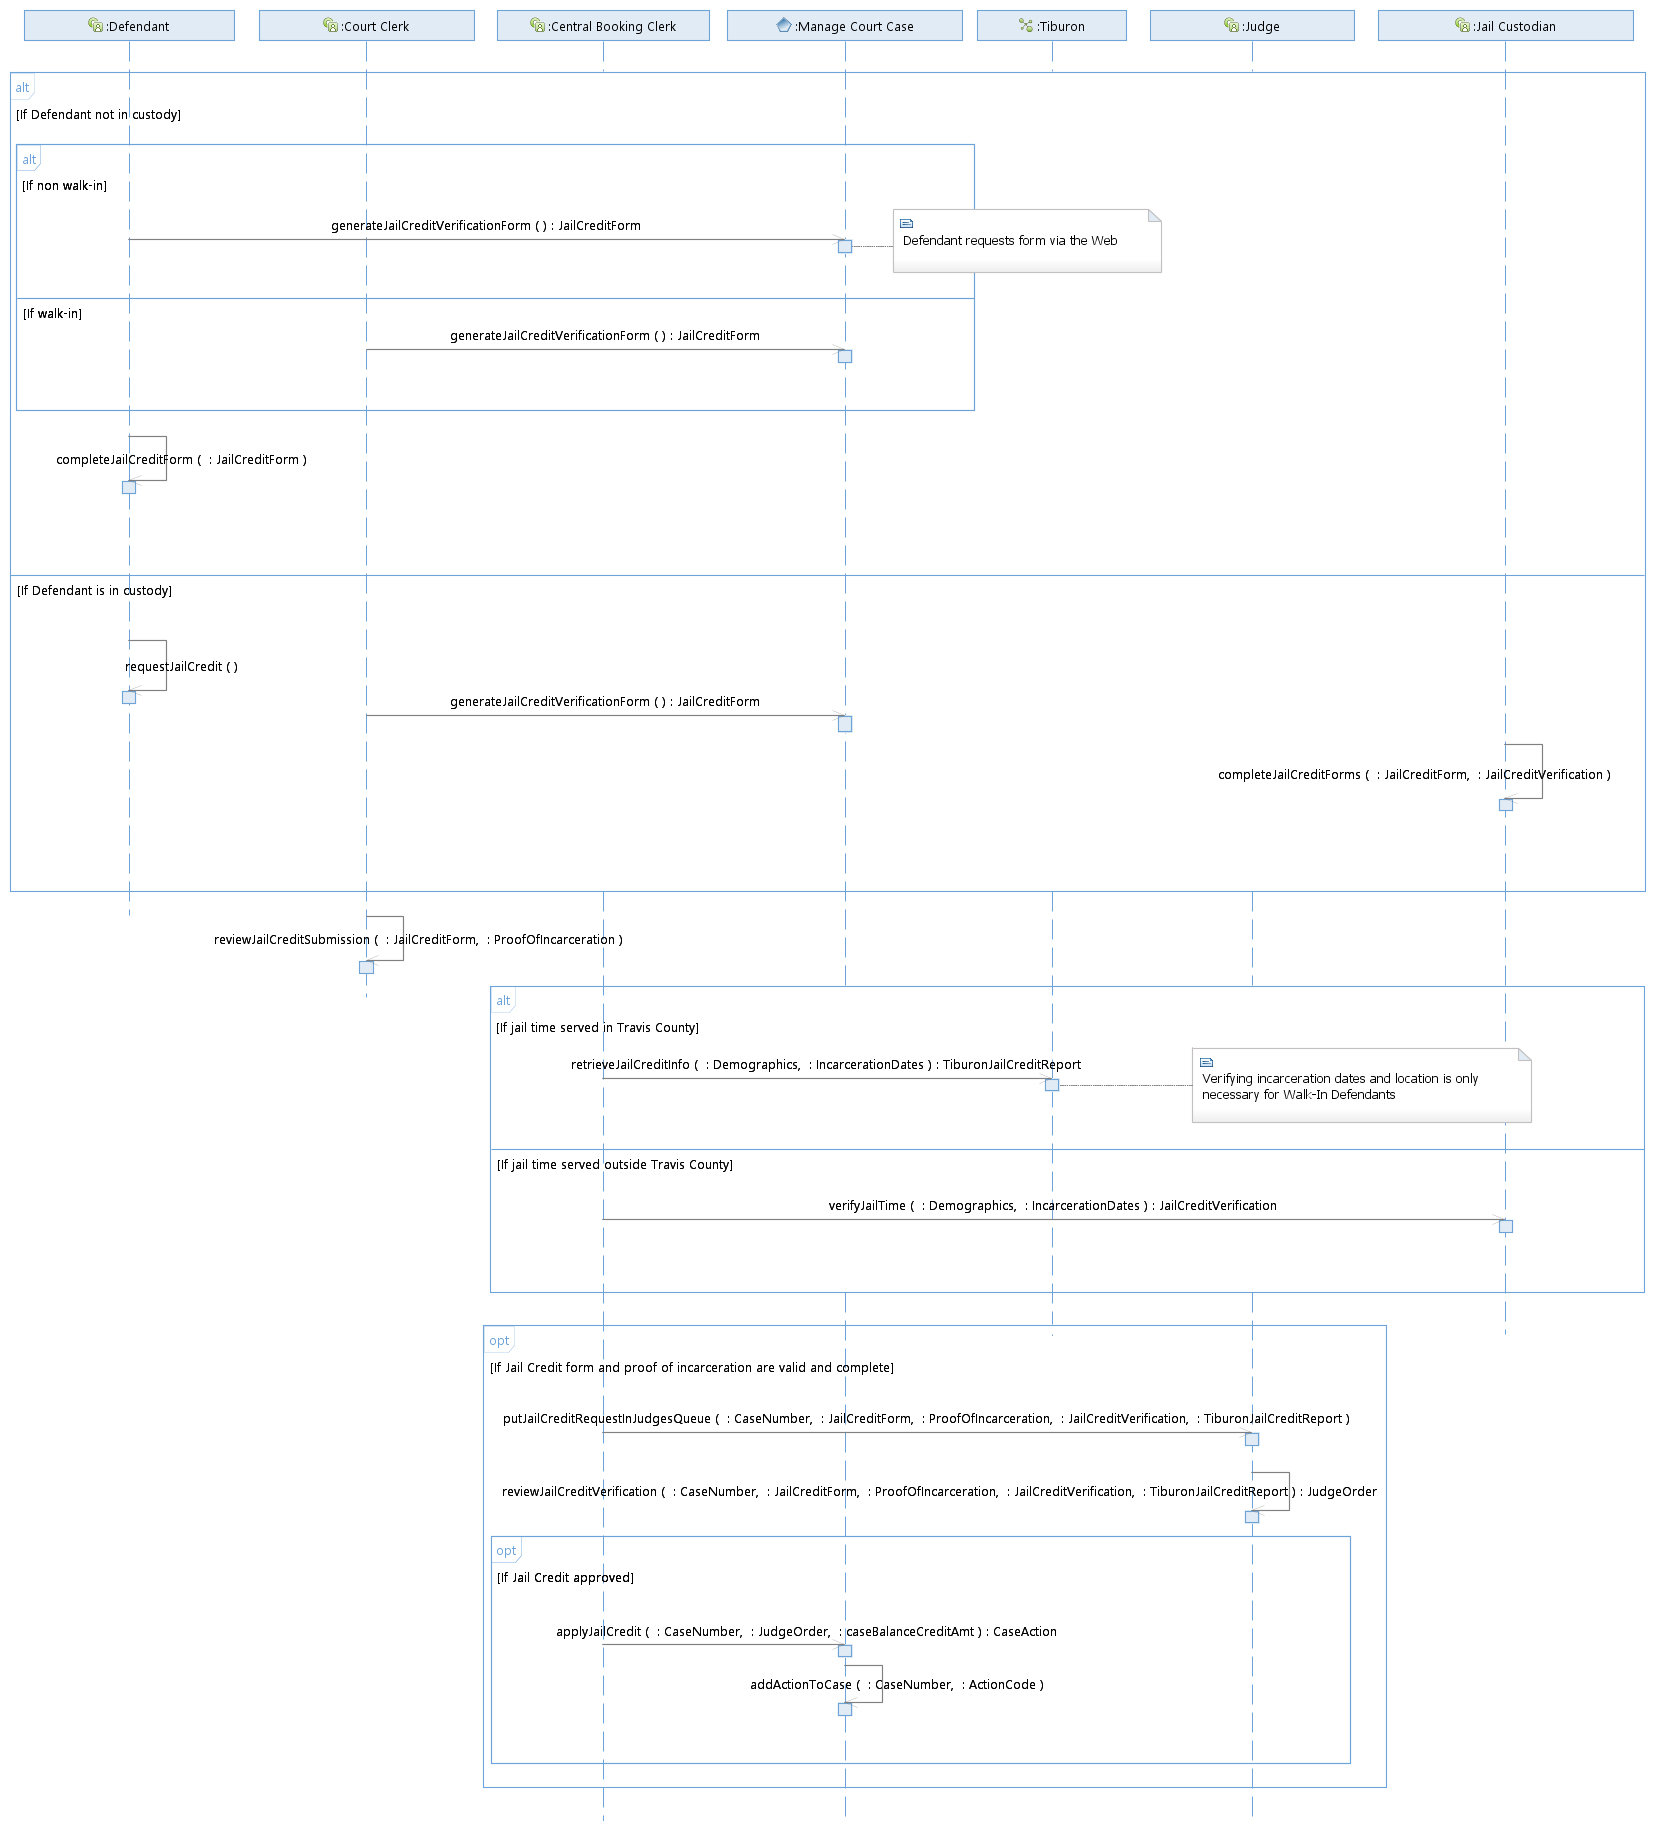 :Defendant
:Court Clerk
:Central Booking Clerk
:Manage Court Case
:Tiburon
:Judge
:Jail Custodian
alt
[If Defendant not in custody]
alt
[If non walk-in]
generateJailCreditVerificationForm ( ) : JailCreditForm
Defendant requests form via the Web
[If walk-in]
generateJailCreditVerificationForm ( ) : JailCreditForm
completeJailCreditForm (  : JailCreditForm )
[If Defendant is in custody]
requestJailCredit ( )
generateJailCreditVerificationForm ( ) : JailCreditForm
completeJailCreditForms (  : JailCreditForm,  : JailCreditVerification )
reviewJailCreditSubmission (  : JailCreditForm,  : ProofOfIncarceration )
alt
[If jail time served in Travis County]
retrieveJailCreditInfo (  : Demographics,  : IncarcerationDates ) : TiburonJailCreditReport
Verifying incarceration dates and location is only
necessary for Walk-In Defendants
[If jail time served outside Travis County]
verifyJailTime (  : Demographics,  : IncarcerationDates ) : JailCreditVerification
opt
[If Jail Credit form and proof of incarceration are valid and complete]
putJailCreditRequestInJudgesQueue (  : CaseNumber,  : JailCreditForm,  : ProofOfIncarceration,  : JailCreditVerification,  : TiburonJailCreditReport )
reviewJailCreditVerification (  : CaseNumber,  : JailCreditForm,  : ProofOfIncarceration,  : JailCreditVerification,  : TiburonJailCreditReport ) : JudgeOrder
opt
[If Jail Credit approved]
applyJailCredit (  : CaseNumber,  : JudgeOrder,  : caseBalanceCreditAmt ) : CaseAction
addActionToCase (  : CaseNumber,  : ActionCode )